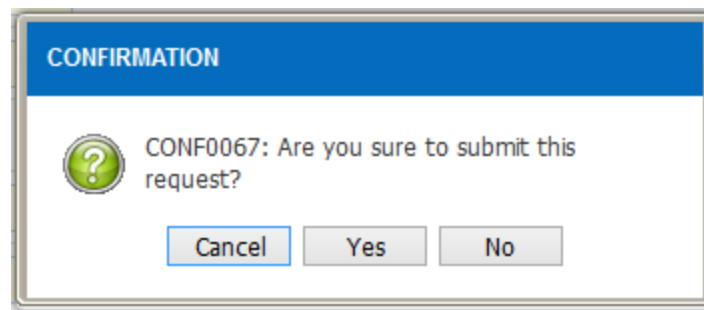 CONFIRMATION
CONF0067: Are you sure to submit this
request?
Cancel Yes No